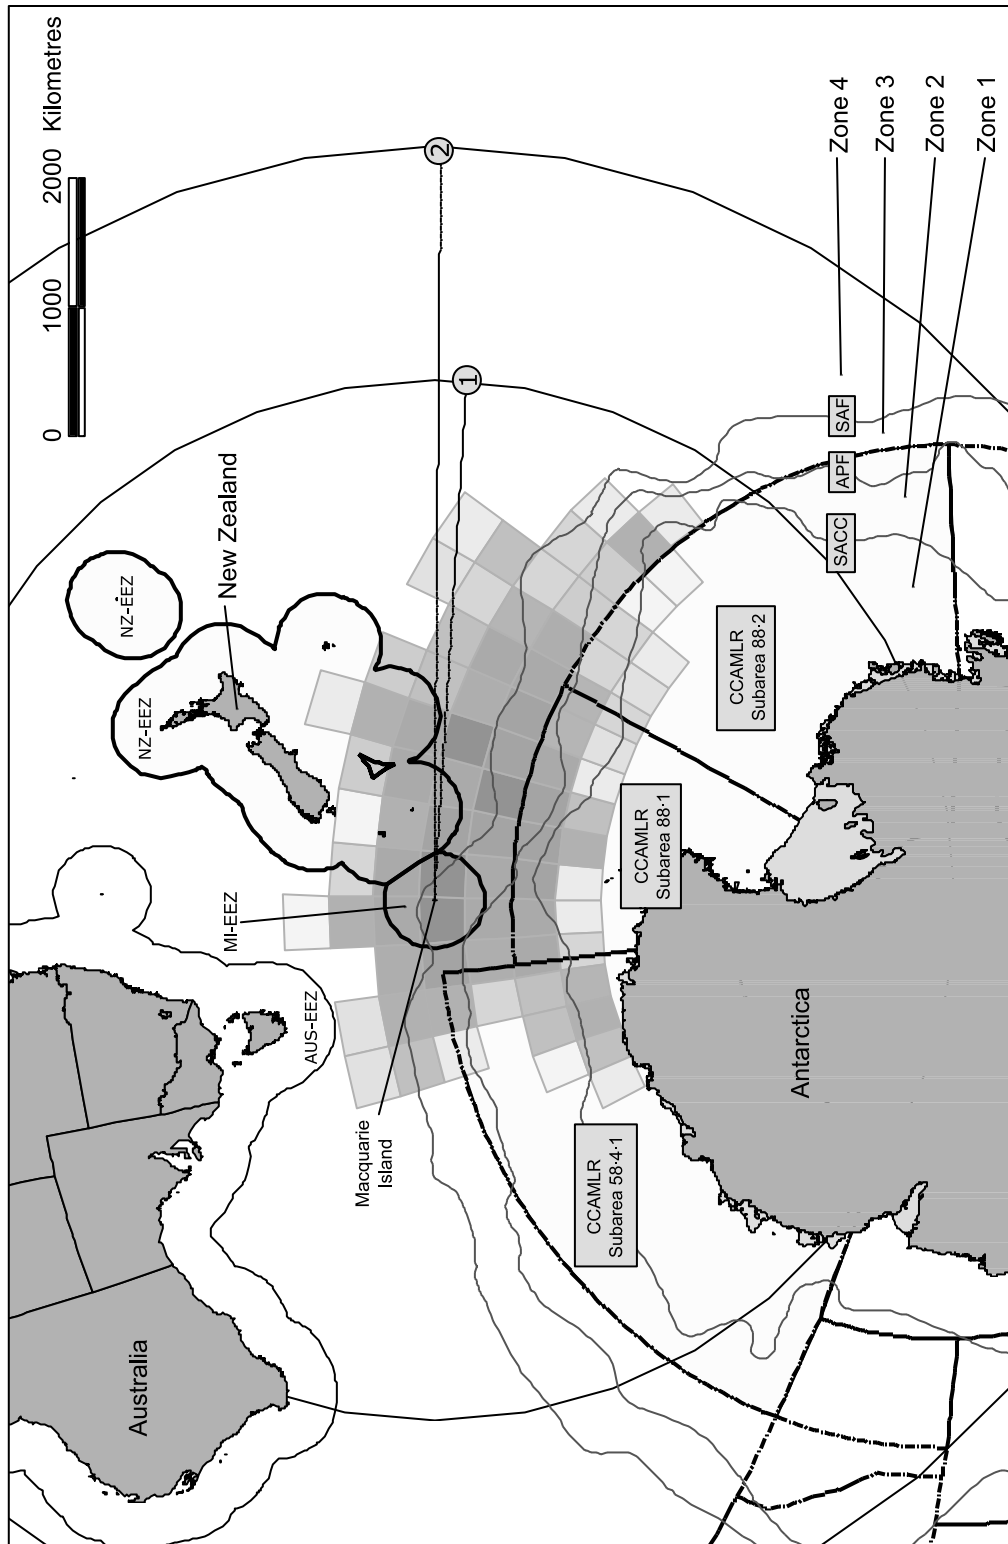 0 1000 2000 Kilometres
Australia
AUS-EEZ
MI-EEZ
NZ-EEZ
NZ-EEZ
New Zealand
Macquarie
Island
1
2
CCAMLR
Subarea 58·4·1
CCAMLR
Subarea 88·1
CCAMLR
Subarea 88·2
Antarctica
SACC
APF
SAF
Zone 4
Zone 3
Zone 2
Zone 1